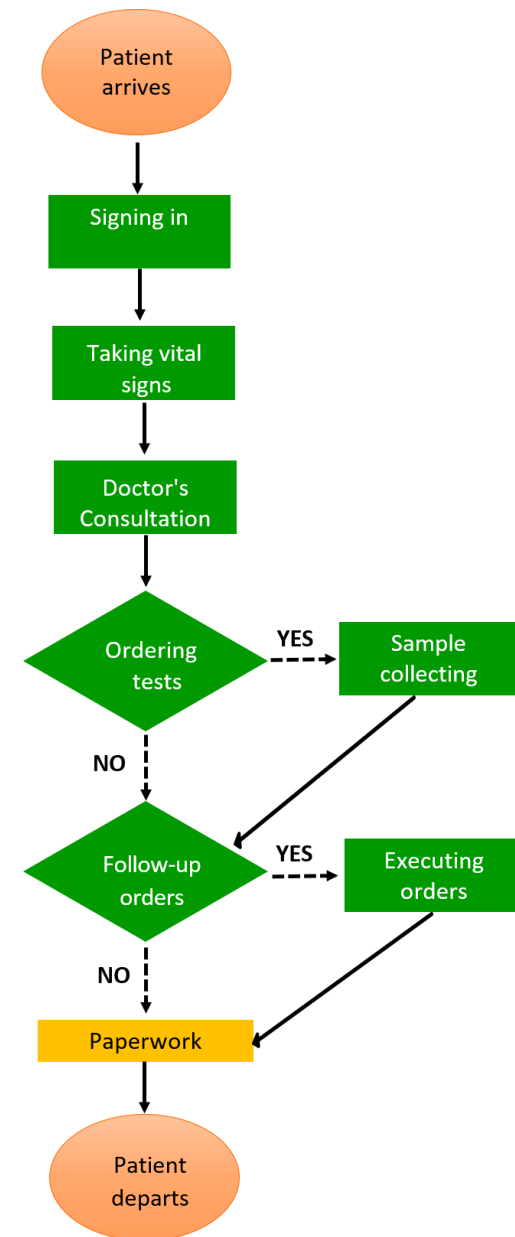 Patient
arrives
Signing in
Taking vital
signs
Doctor's
Consultation
Ordering
tests
YES
Sample
collecting
NO
Follow-up
orders
YES
Executing
orders
NO
Paperwork
Patient
departs